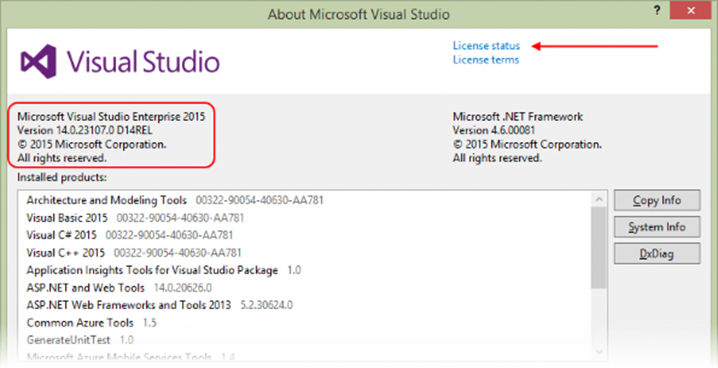 About Microsoft Visual Studio
?
Visual Studio
License status
License terms
Microsoft Visual Studio Enterprise 2015
Version 14.0.23107.0 D14REL
© 2015 Microsoft Corporation.
All rights reserved.
Microsoft .NET Framework
Version 4.6.00081
© 2015 Microsoft Corporation.
All rights reserved.
Installed products:
Architecture and Modeling Tools 00322-90054-40630-AA781
Visual Basic 2015 00322-90054-40630-AA781
Visual C# 2015 00322-90054-40630-AA781
Visual C++ 2015 00322-90054-40630-AA781
Application Insights Tools for Visual Studio Package 1.0
ASP.NET and Web Tools 14.0.20626.0
ASP.NET Web Frameworks and Tools 2013 5.2.30624.0
Common Azure Tools 1.5
GenerateUnitTest 1.0
Microsoft Azure Mobile Services Tools 1.4
Copy Info
System Info
DxDiag